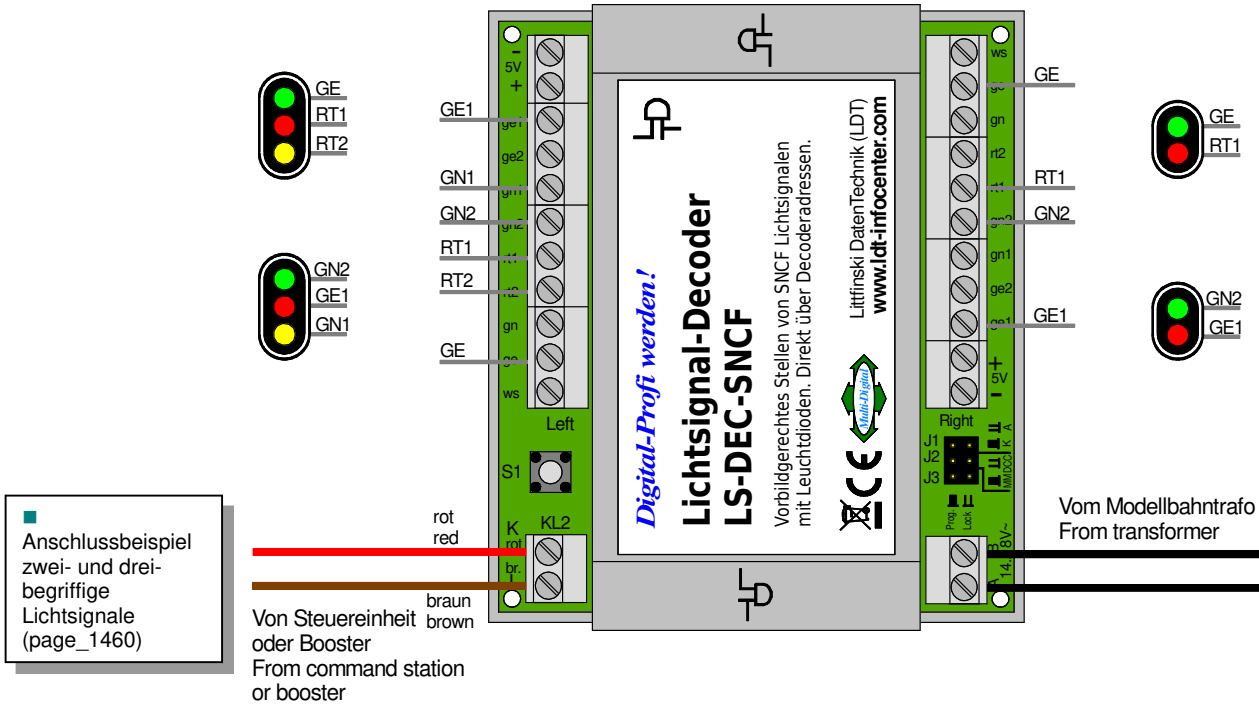 GE
RT1
RT2
GN2
GE1
GN1
GE1
GN1
GN2
RT1
RT2
GE
-
5V
+
ge1
ge2
gn1
gn2
rt1
rt2
gn
ge
ws
Left
S1
K
KL2
rot
br.
rot
red
braun
brown
Von Steuereinheit
oder Booster
From command station
or booster
■
Anschlussbeispiel
zwei- und drei-
begriffige
Lichtsignale
(page_1460)
Digital-Profi werden!
Lichtsignal-Decoder
LS-DEC-SNCF
Vorbildgerechtes Stellen von SNCF Lichtsignalen
mit Leuchtdioden. Direkt über Decoderadressen.
Littfinski DatenTechnik (LDT)
www.ldt-infocenter.com
Multi-Digital
CE
ws
ge
gn
rt2
rt1
gn2
gn1
ge2
ge1
+
5V
-
Right
J1
J2
J3
K A
MM DCC
Prog.
Lock
B
A
GE
RT1
GN2
GE1
GE
RT1
GN2
GE1
Vom Modellbahntrafo
From transformer